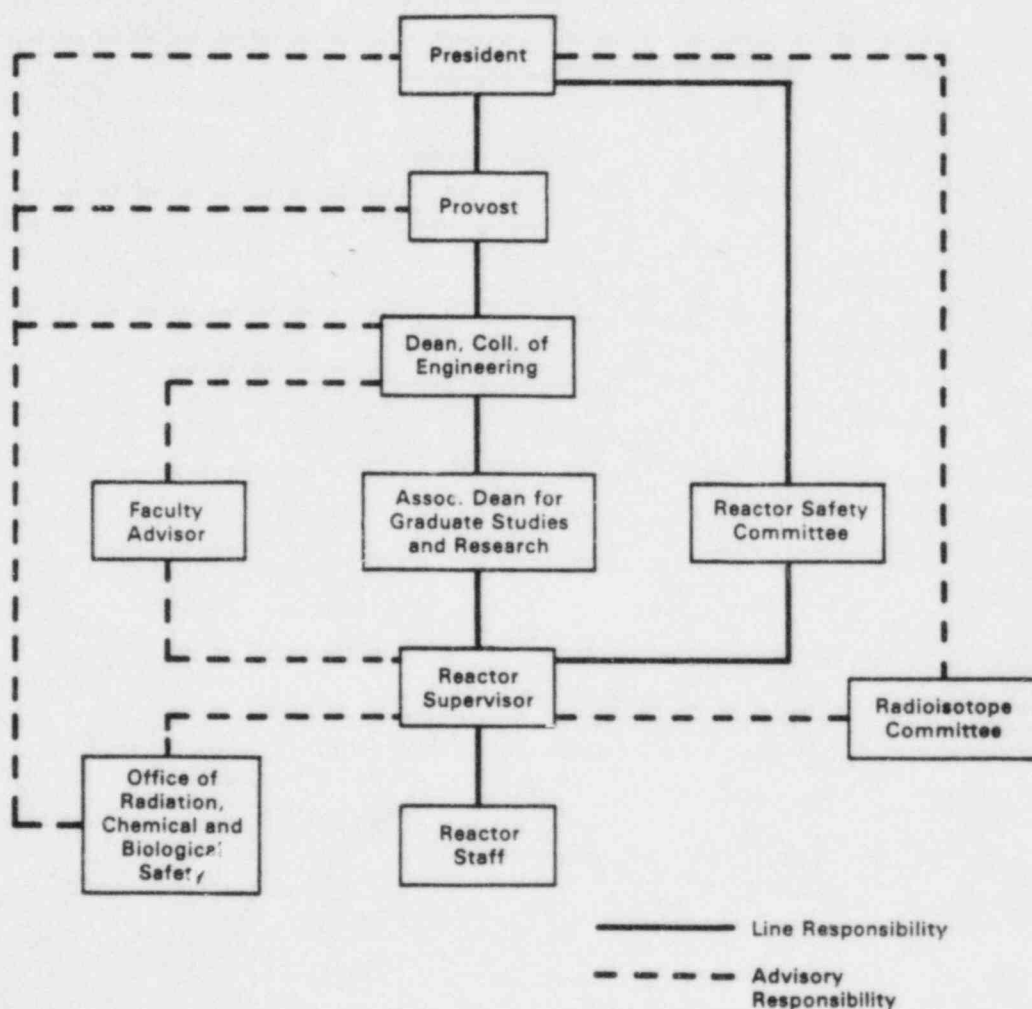 President
Provost
Dean, Coll. of
Engineering
Faculty
Advisor
Assoc. Dean for
Graduate Studies
and Research
Reactor Safety
Committee
Reactor
Supervisor
Radioisotope
Committee
Office of
Radiation,
Chemical and
Biological
Safety
Reactor
Staff
Line Responsibility
Advisory
Responsibility